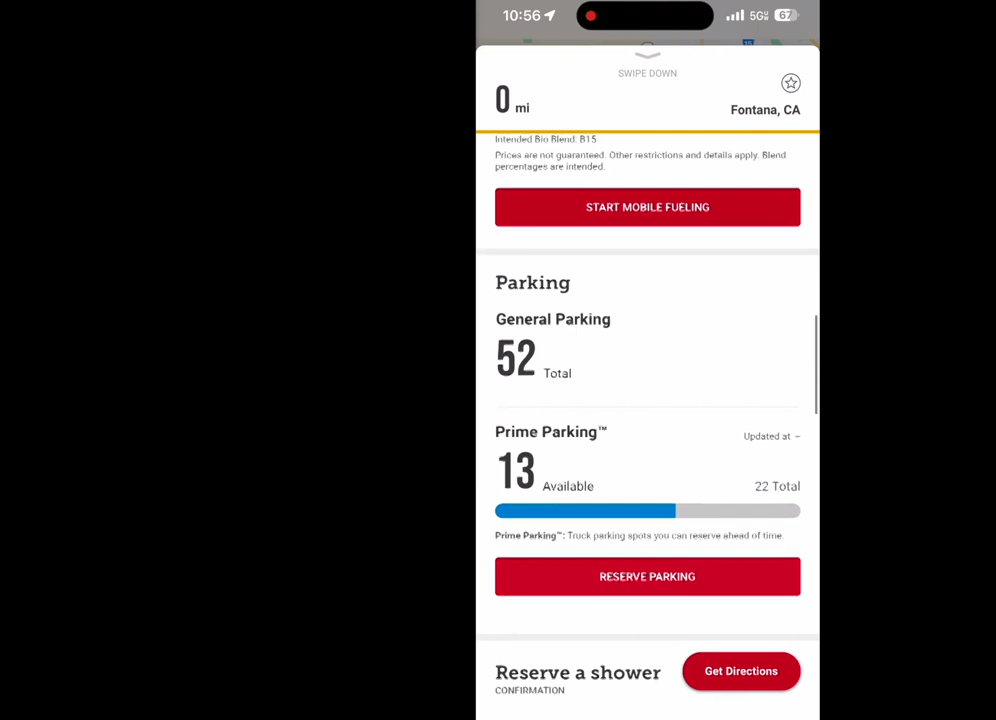 10:56
5G
67
15
SWIPE DOWN
0 mi
Fontana, CA
Intended Bio Blend. B15
Prices are not guaranteed. Other restrictions and details apply. Blend
percentages are intended.
START MOBILE FUELING
Parking
General Parking
52 Total
Prime Parking™
Updated at –
13 Available
22 Total
Prime Parking™: Truck parking spots you can reserve ahead of time.
RESERVE PARKING
Reserve a shower
Get Directions
CONFIRMATION